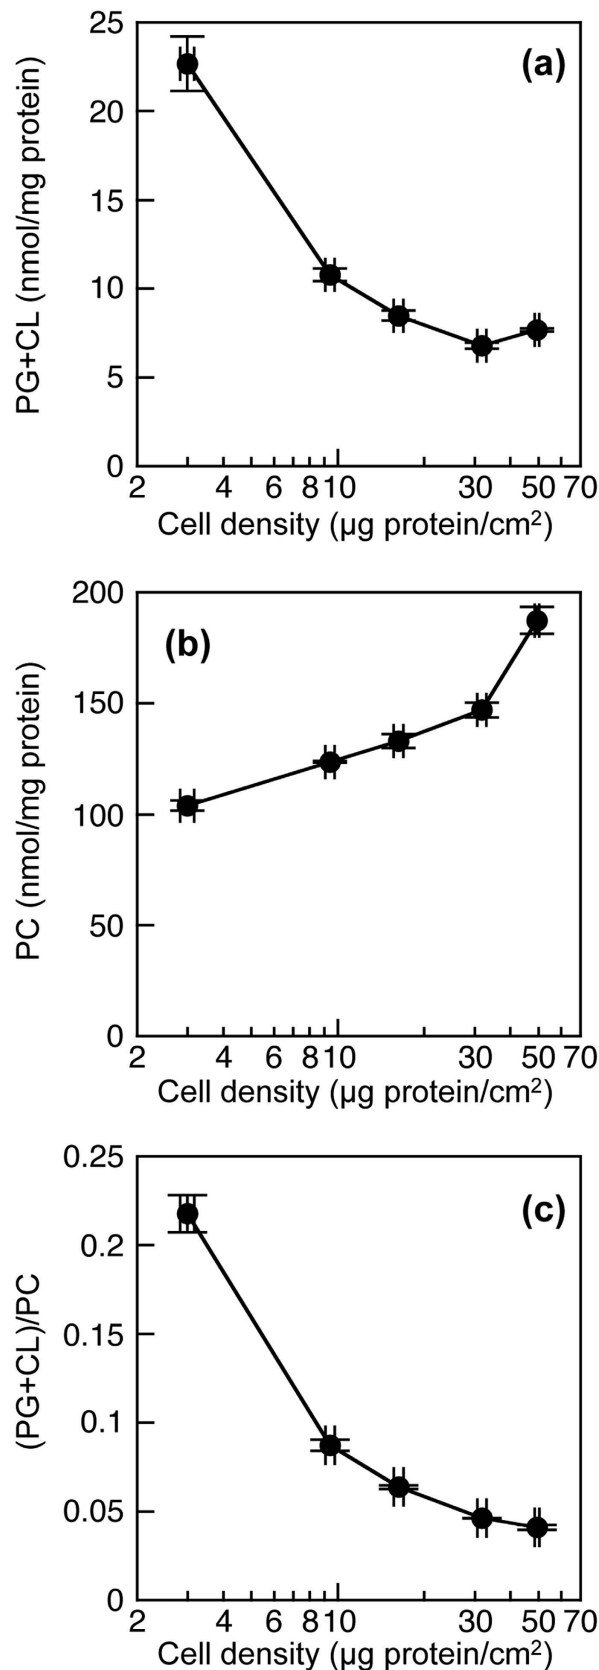 (a)
PG+CL (nmol/mg protein)
25
20
15
10
5
0
2 4 6 8 10 30 50 70
Cell density (µg protein/cm²)
(b)
PC (nmol/mg protein)
200
150
100
50
0
2 4 6 8 10 30 50 70
Cell density (µg protein/cm²)
(c)
(PG+CL)/PC
0.25
0.2
0.15
0.1
0.05
0
2 4 6 8 10 30 50 70
Cell density (µg protein/cm²)